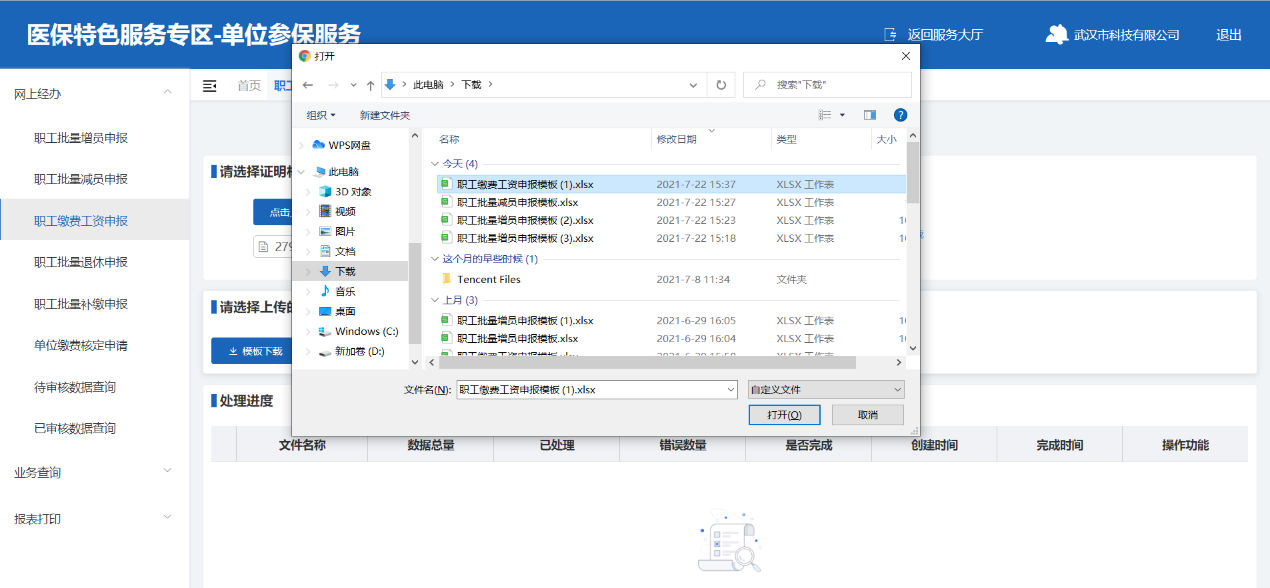 医保特色服务专区-单位参保服务
返回服务大厅
武汉市科技有限公司
退出
网上经办
职工批量增员申报
职工批量减员申报
职工缴费工资申报
职工批量退休申报
职工批量补缴申报
单位缴费核定申请
待审核数据查询
已审核数据查询
业务查询
报表打印
首页
职工
请选择证明材
点击
279
请选择上传的
模板下载
处理进度
文件名称 数据总量 已处理 错误数量 是否完成 创建时间 完成时间 操作功能
打开
此电脑 下载
搜索"下载"
组织 新建文件夹
WPS网盘
此电脑
3D 对象
视频
图片
文档
下载
音乐
桌面
Windows (C:)
新加卷 (D:)
名称 修改日期 类型 大小
今天 (4)
职工缴费工资申报模板 (1).xlsx 2021-7-22 15:37 XLSX 工作表
职工批量减员申报模板.xlsx 2021-7-22 15:27 XLSX 工作表
职工批量增员申报模板 (2).xlsx 2021-7-22 15:23 XLSX 工作表 10
职工批量增员申报模板 (3).xlsx 2021-7-22 15:18 XLSX 工作表 10
这个月的早些时候 (1)
Tencent Files 2021-7-8 11:34 文件夹
上月 (3)
职工批量增员申报模板 (1).xlsx 2021-6-29 16:05 XLSX 工作表 10
职工批量增员申报模板.xlsx 2021-6-29 16:04 XLSX 工作表 10
文件名(N): 职工缴费工资申报模板 (1).xlsx 自定义文件
打开(O) 取消